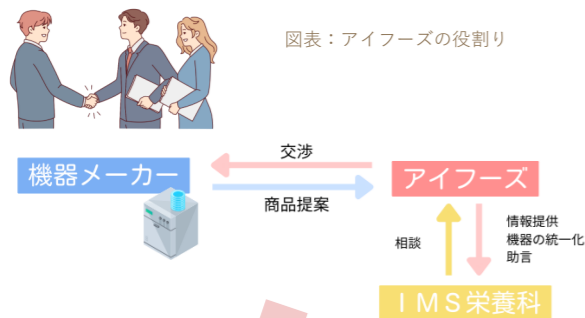 図表：アイフーズの役割り
交渉
機器メーカー
アイフーズ
商品提案
相談
情報提供
機器の統一化
助言
ＩＭＳ栄養科